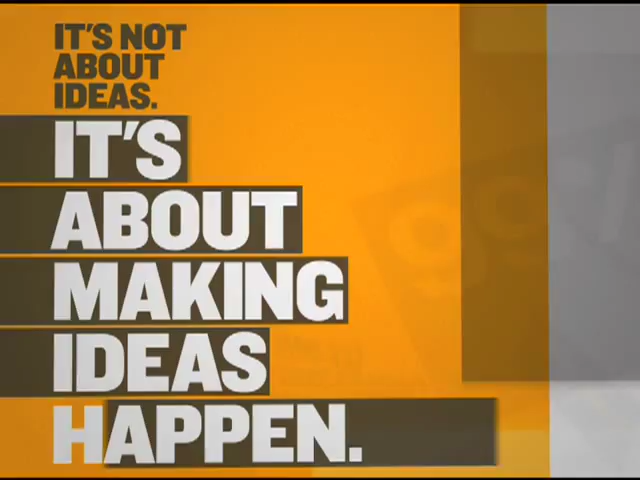 IT'S NOT
ABOUT
IDEAS.
IT'S
ABOUT
MAKING
IDEAS
HAPPEN.